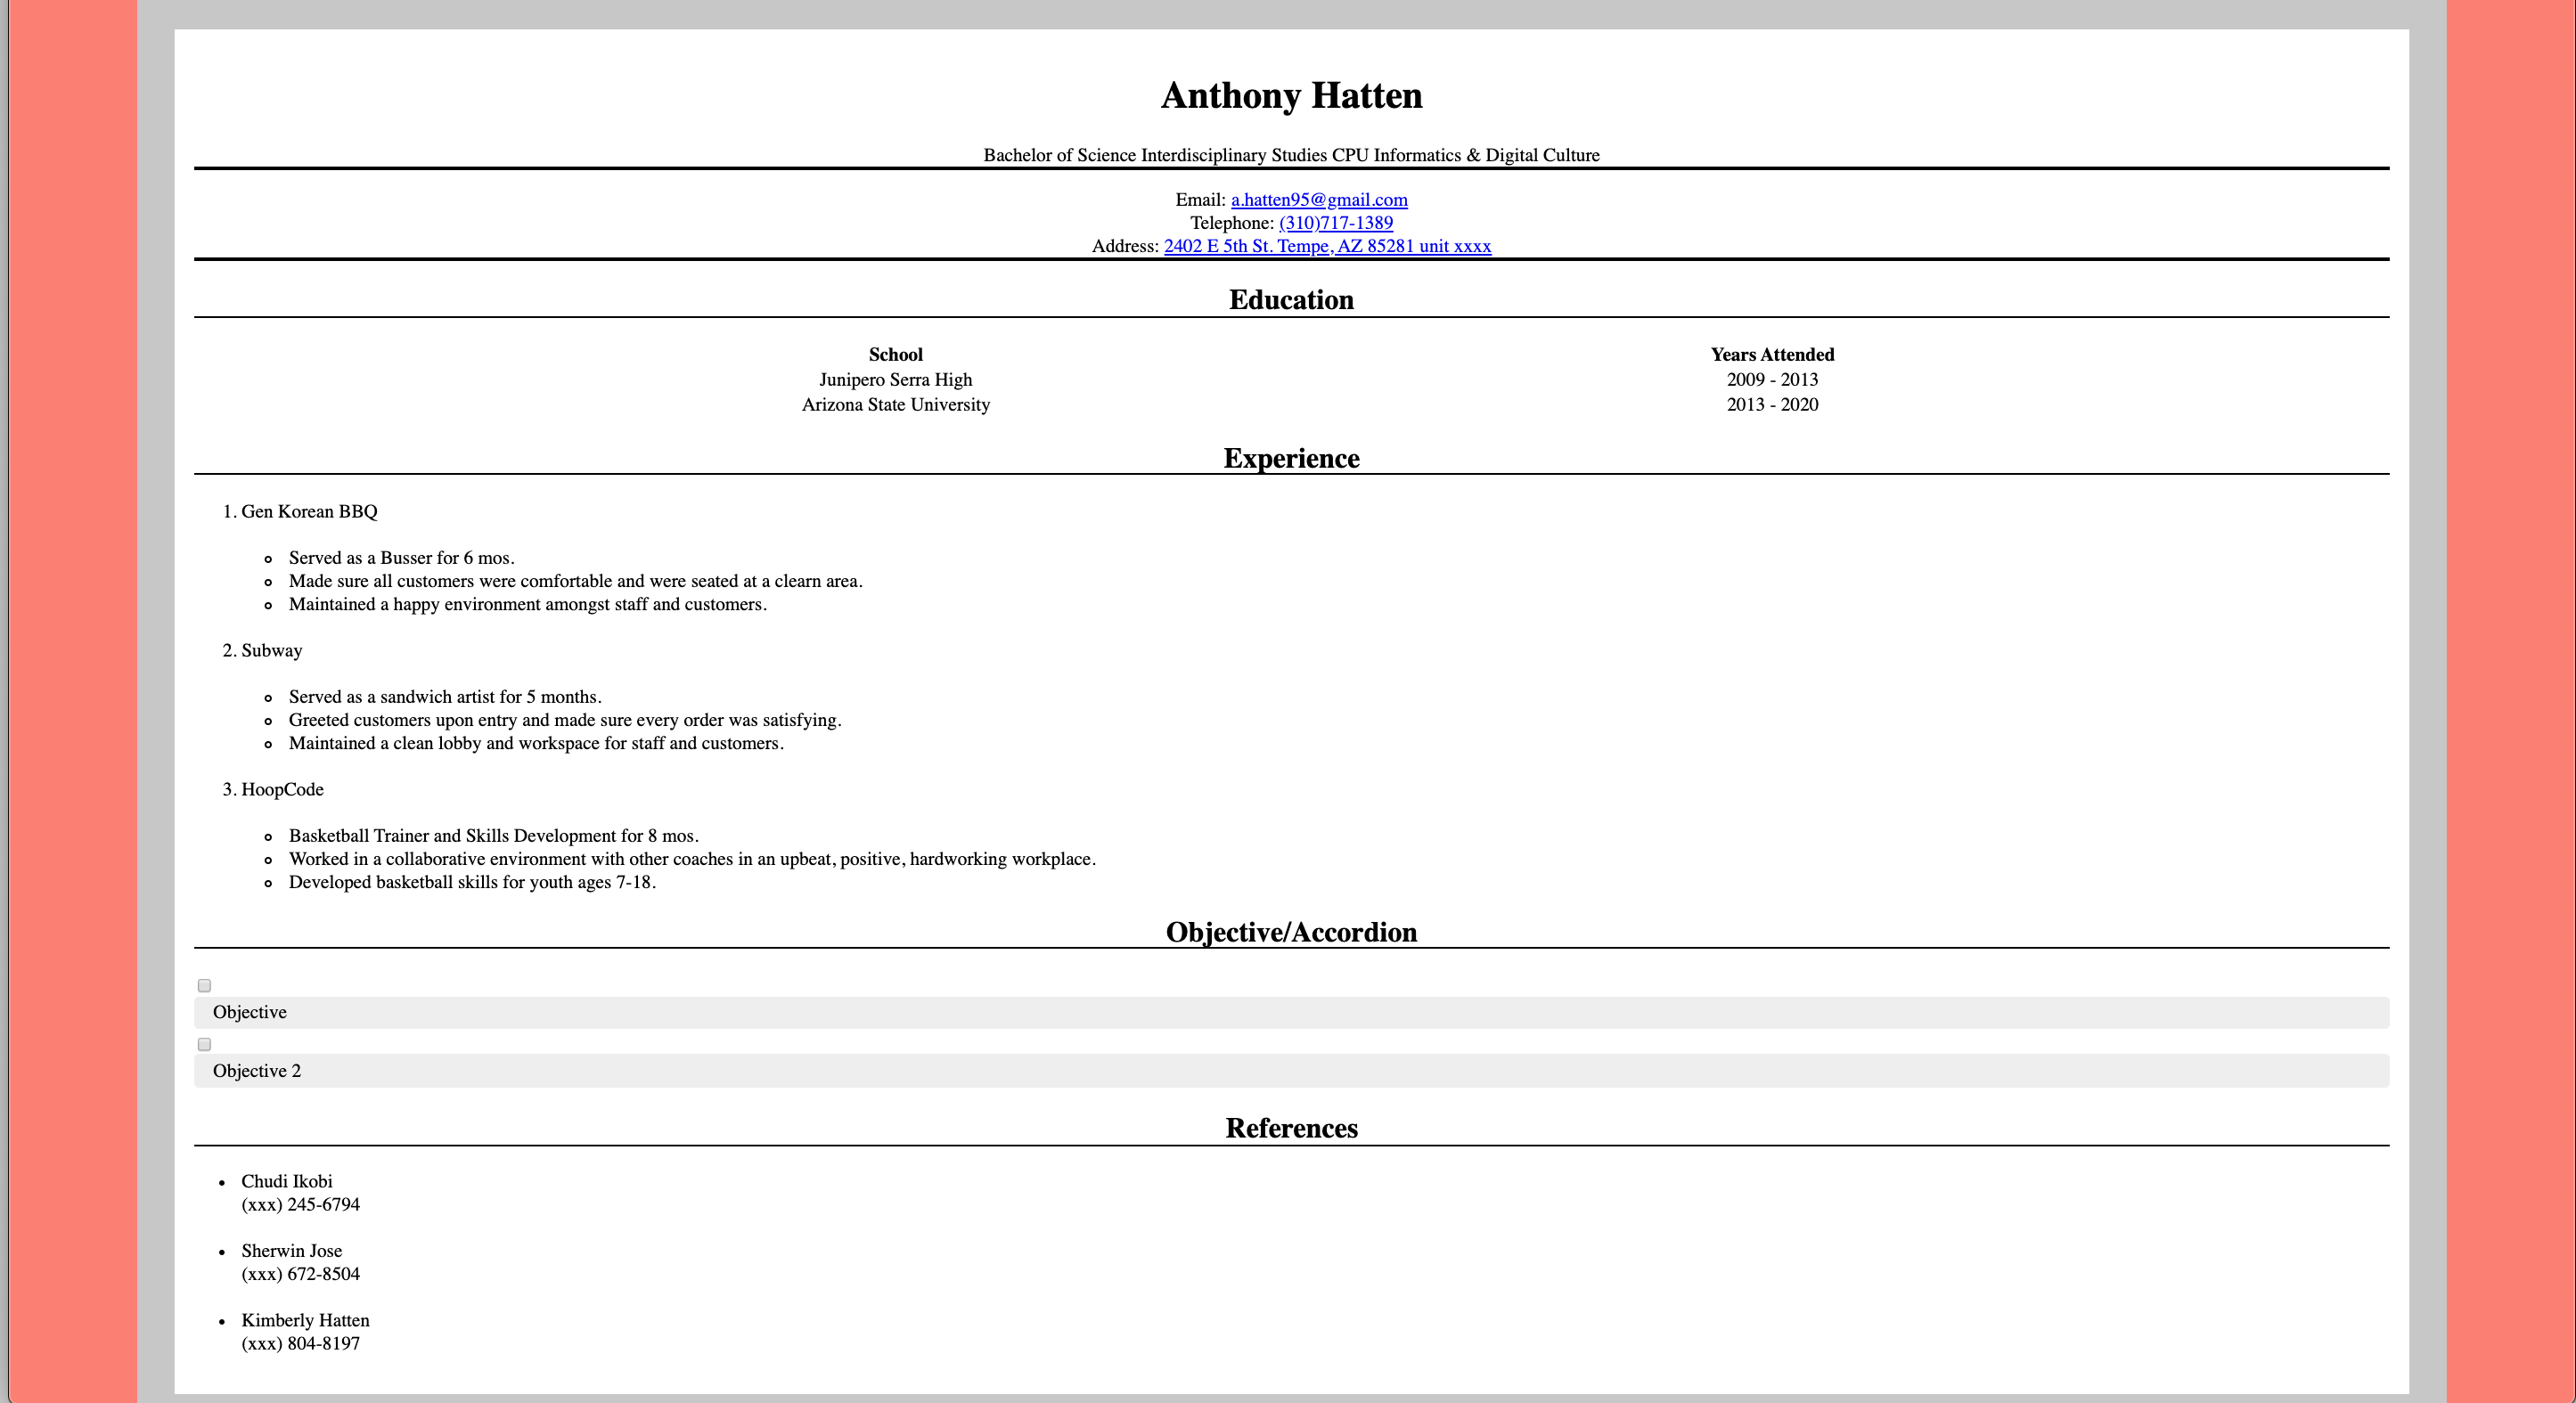 Anthony Hatten
Bachelor of Science Interdisciplinary Studies CPU Informatics & Digital Culture
Email: a.hatten95@gmail.com
Telephone: (310)717-1389
Address: 2402 E 5th St. Tempe, AZ 85281 unit xxxx
Education
School Years Attended
Junipero Serra High 2009 - 2013
Arizona State University 2013 - 2020
Experience
1. Gen Korean BBQ
Served as a Busser for 6 mos.
Made sure all customers were comfortable and were seated at a clearn area.
Maintained a happy environment amongst staff and customers.
2. Subway
Served as a sandwich artist for 5 months.
Greeted customers upon entry and made sure every order was satisfying.
Maintained a clean lobby and workspace for staff and customers.
3. HoopCode
Basketball Trainer and Skills Development for 8 mos.
Worked in a collaborative environment with other coaches in an upbeat, positive, hardworking workplace.
Developed basketball skills for youth ages 7-18.
Objective/Accordion
Objective
Objective 2
References
Chudi Ikobi
(xxx) 245-6794
Sherwin Jose
(xxx) 672-8504
Kimberly Hatten
(xxx) 804-8197